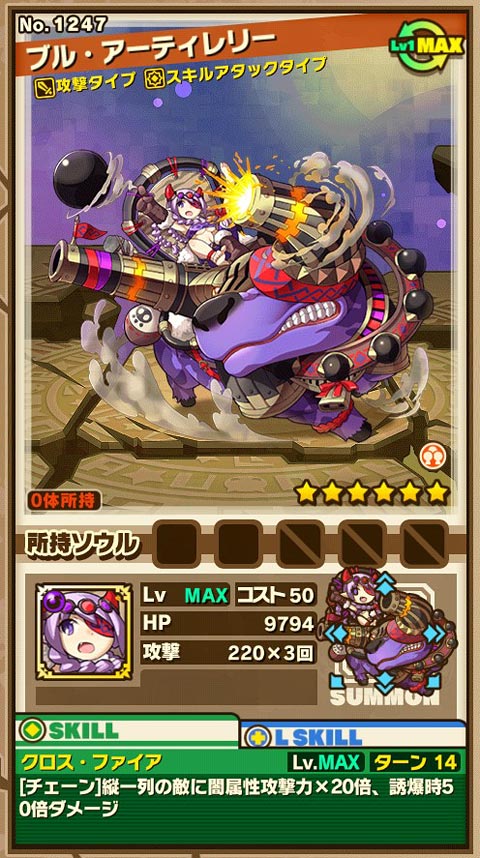 No.1247
ブル・アーティレリー
Lv1 MAX
攻撃タイプ スキルアタックタイプ
0体所持
所持ソウル
Lv MAX コスト 50
HP 9794
攻撃 220×3回
SUMMON
SKILL
L SKILL
クロス・ファイア Lv.MAX ターン 14
[チェーン]縦一列の敵に闇属性攻撃力×20倍、誘爆時5
0倍ダメージ